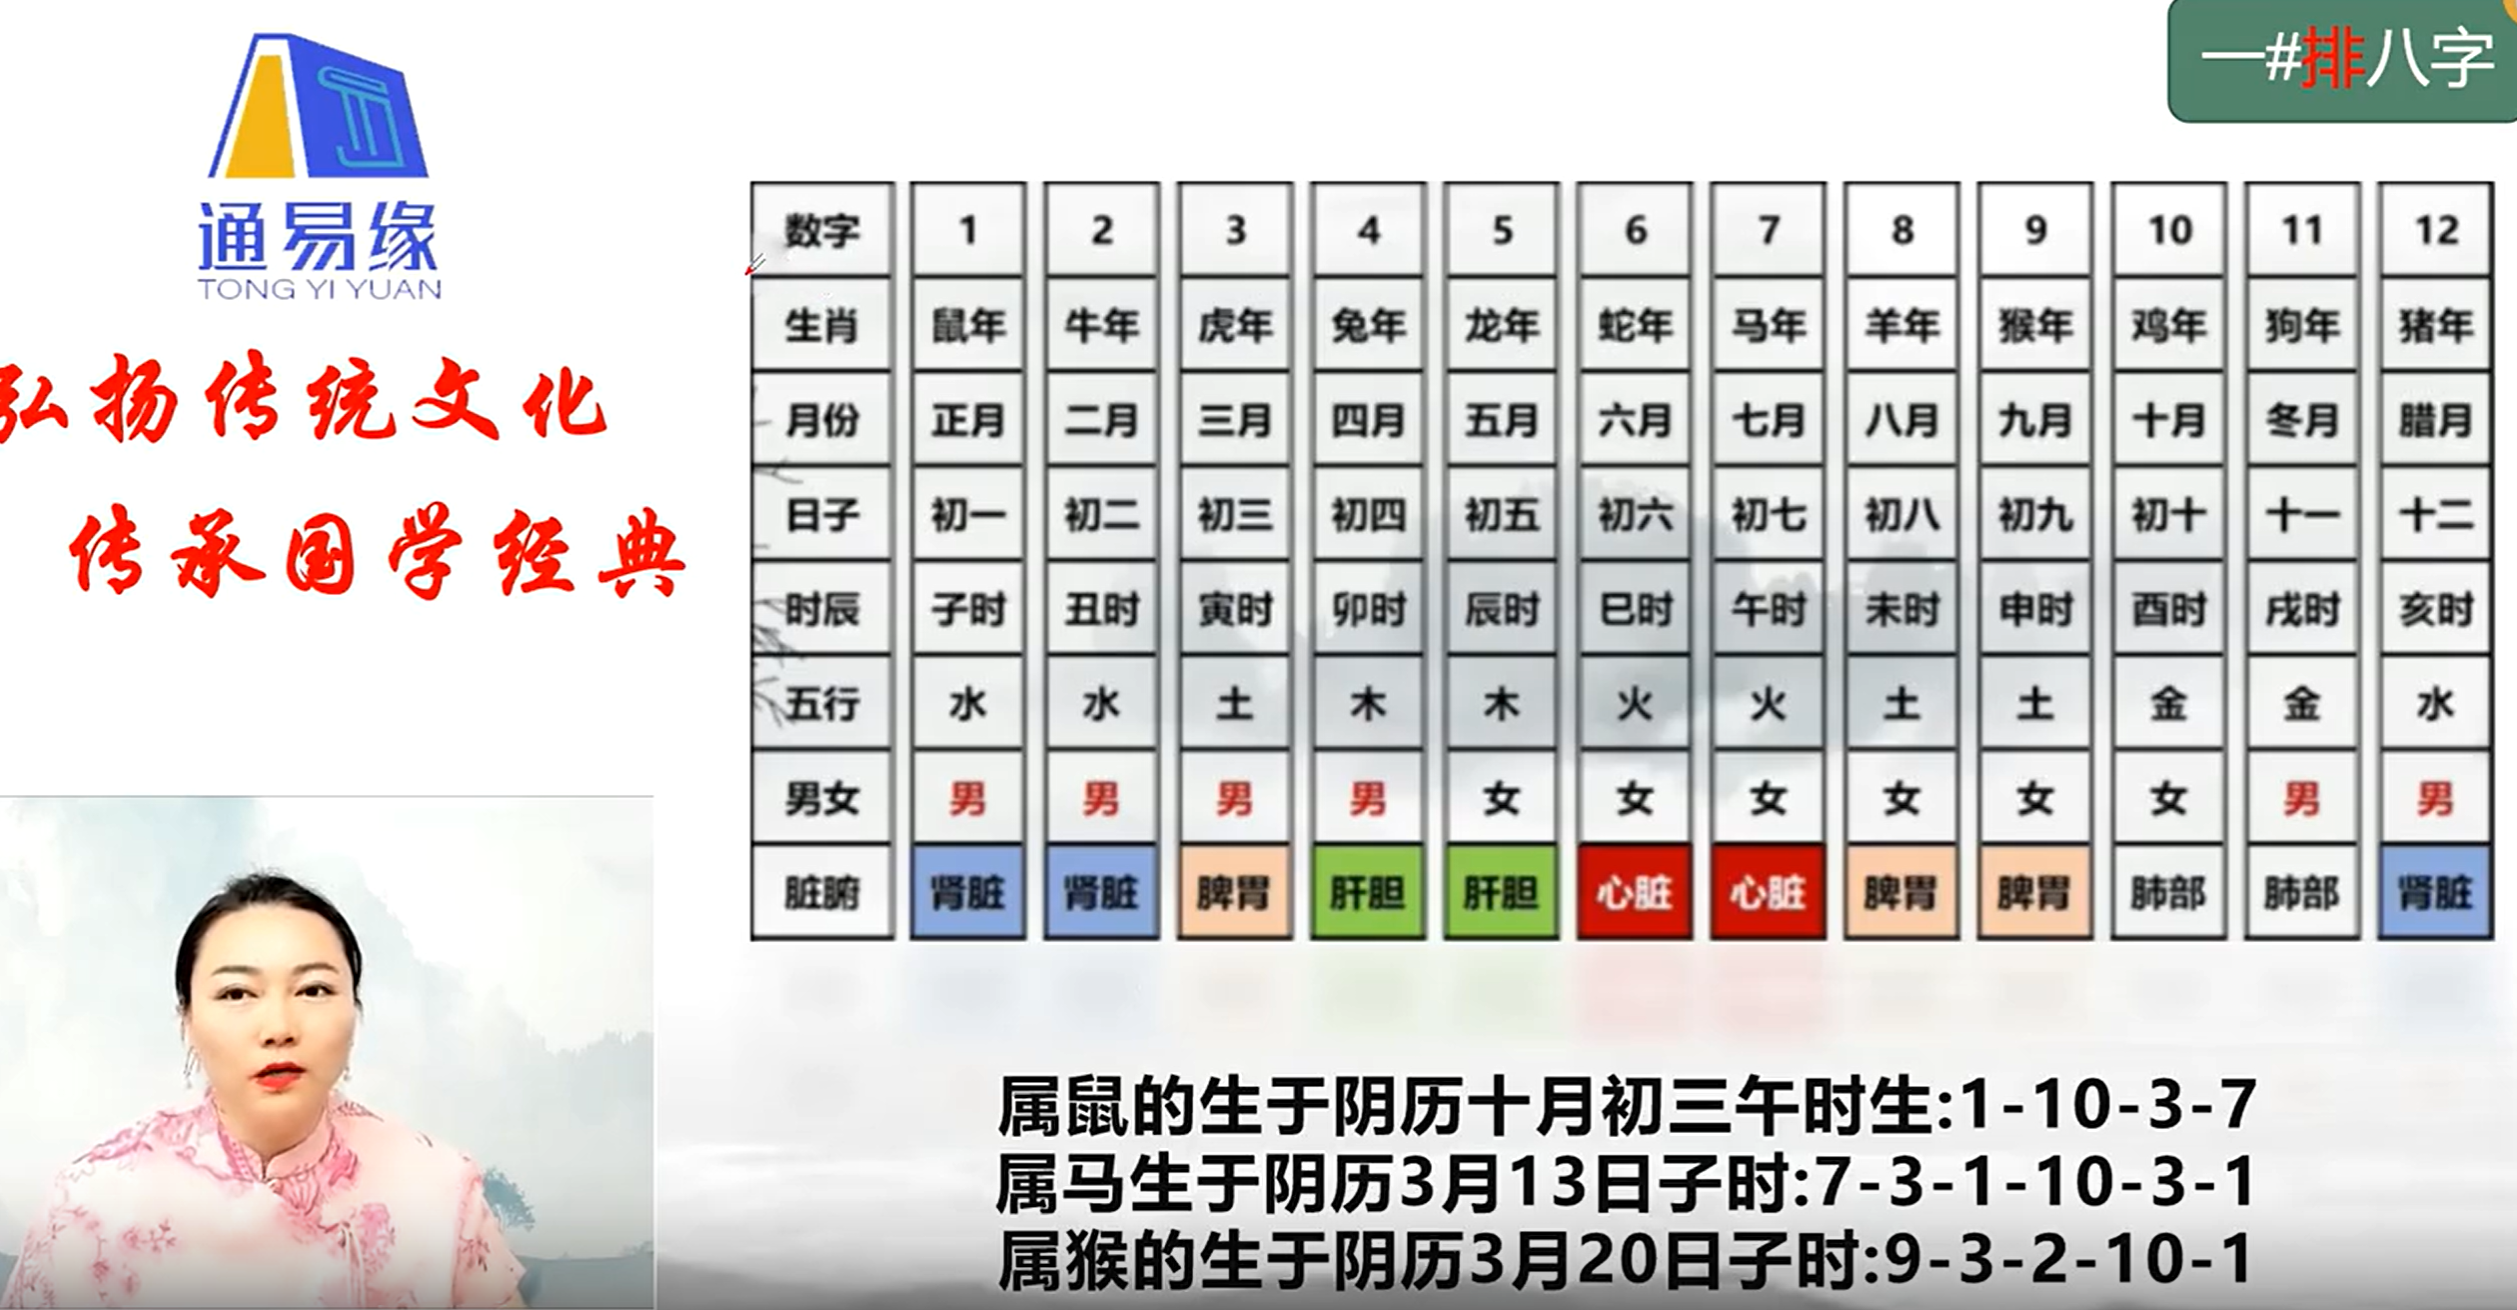 一#排八字
通易缘
TONG YI YUAN
弘扬传统文化
传承国学经典
数字 1 2 3 4 5 6 7 8 9 10 11 12
生肖 鼠年 牛年 虎年 兔年 龙年 蛇年 马年 羊年 猴年 鸡年 狗年 猪年
月份 正月 二月 三月 四月 五月 六月 七月 八月 九月 十月 冬月 腊月
日子 初一 初二 初三 初四 初五 初六 初七 初八 初九 初十 十一 十二
时辰 子时 丑时 寅时 卯时 辰时 巳时 午时 未时 申时 酉时 戌时 亥时
五行 水 水 土 木 木 火 火 土 土 金 金 水
男女 男 男 男 男 女 女 女 女 女 女 男 男
脏腑 肾脏 肾脏 脾胃 肝胆 肝胆 心脏 心脏 脾胃 脾胃 肺部 肺部 肾脏
属鼠的生于阴历十月初三午时生:1-10-3-7
属马生于阴历3月13日子时:7-3-1-10-3-1
属猴的生于阴历3月20日子时:9-3-2-10-1